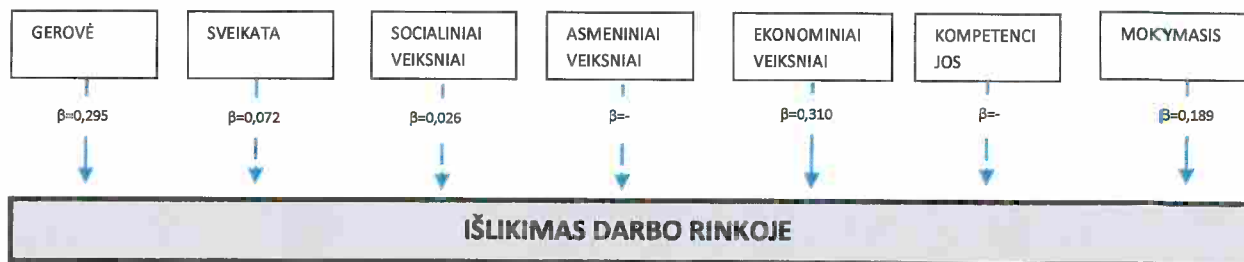 GEROVĖ
SVEIKATA
SOCIALINIAI
VEIKSNIAI
ASMENINIAI
VEIKSNIAI
EKONOMINIAI
VEIKSNIAI
KOMPETENCI
JOS
MOKYMASIS
β=0,295
β=0,072
β=0,026
β=-
β=0,310
β=-
β=0,189
IŠLIKIMAS DARBO RINKOJE